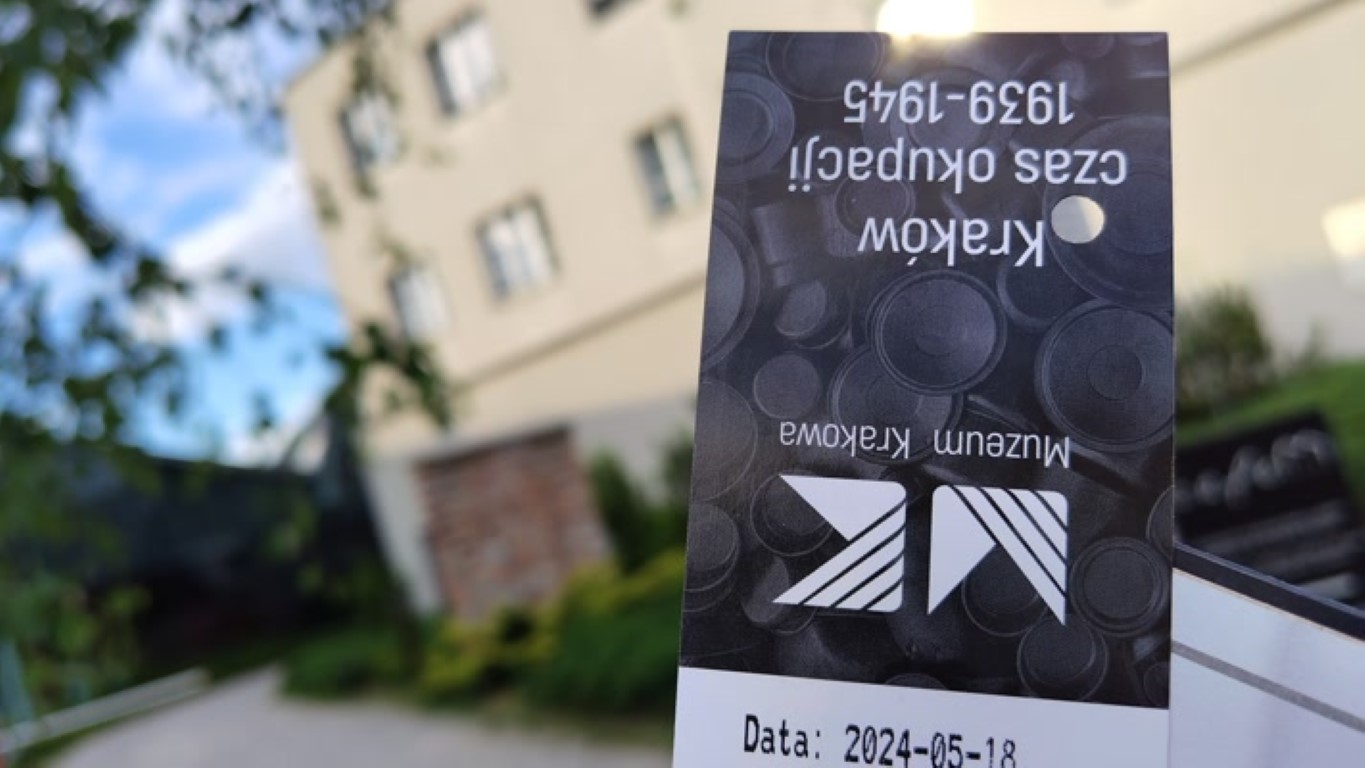 Kraków
czas okupacji
1939-1945
Muzeum Krakowa
Data: 2024-05-18